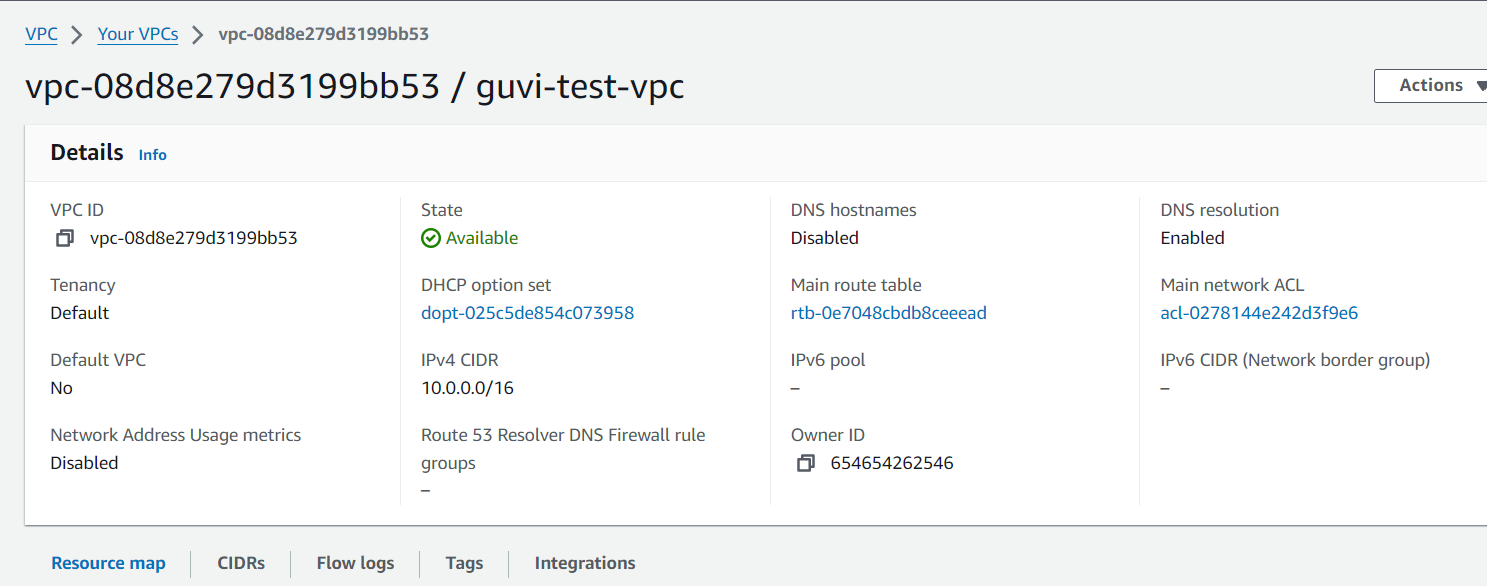 VPC > Your VPCs > vpc-08d8e279d3199bb53
vpc-08d8e279d3199bb53 / guvi-test-vpc
Actions
Details Info
VPC ID
vpc-08d8e279d3199bb53
State
Available
DNS hostnames
Disabled
DNS resolution
Enabled
Tenancy
Default
DHCP option set
dopt-025c5de854c073958
Main route table
rtb-0e7048cbdb8ceeead
Main network ACL
acl-0278144e242d3f9e6
Default VPC
No
IPv4 CIDR
10.0.0.0/16
IPv6 pool
–
IPv6 CIDR (Network border group)
–
Network Address Usage metrics
Disabled
Route 53 Resolver DNS Firewall rule
groups
–
Owner ID
654654262546
Resource map CIDRs Flow logs Tags Integrations